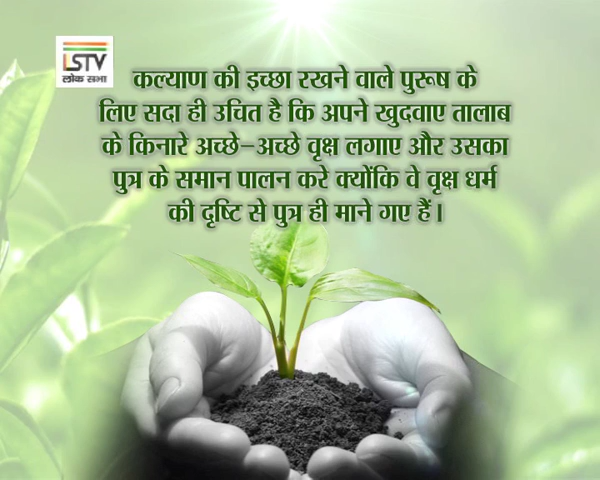 LSTV
लोक सभा
कल्याण की इच्छा रखने वाले पुरूष के
लिए सदा ही उचित है कि अपने खुदवाए तालाब
के किनारे अच्छे-अच्छे वृक्ष लगाए और उसका
पुत्र के समान पालन करे क्योंकि वे वृक्ष धर्म
की दृष्टि से पुत्र ही माने गए हैं।